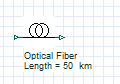 Optical Fiber
Length = 50  km